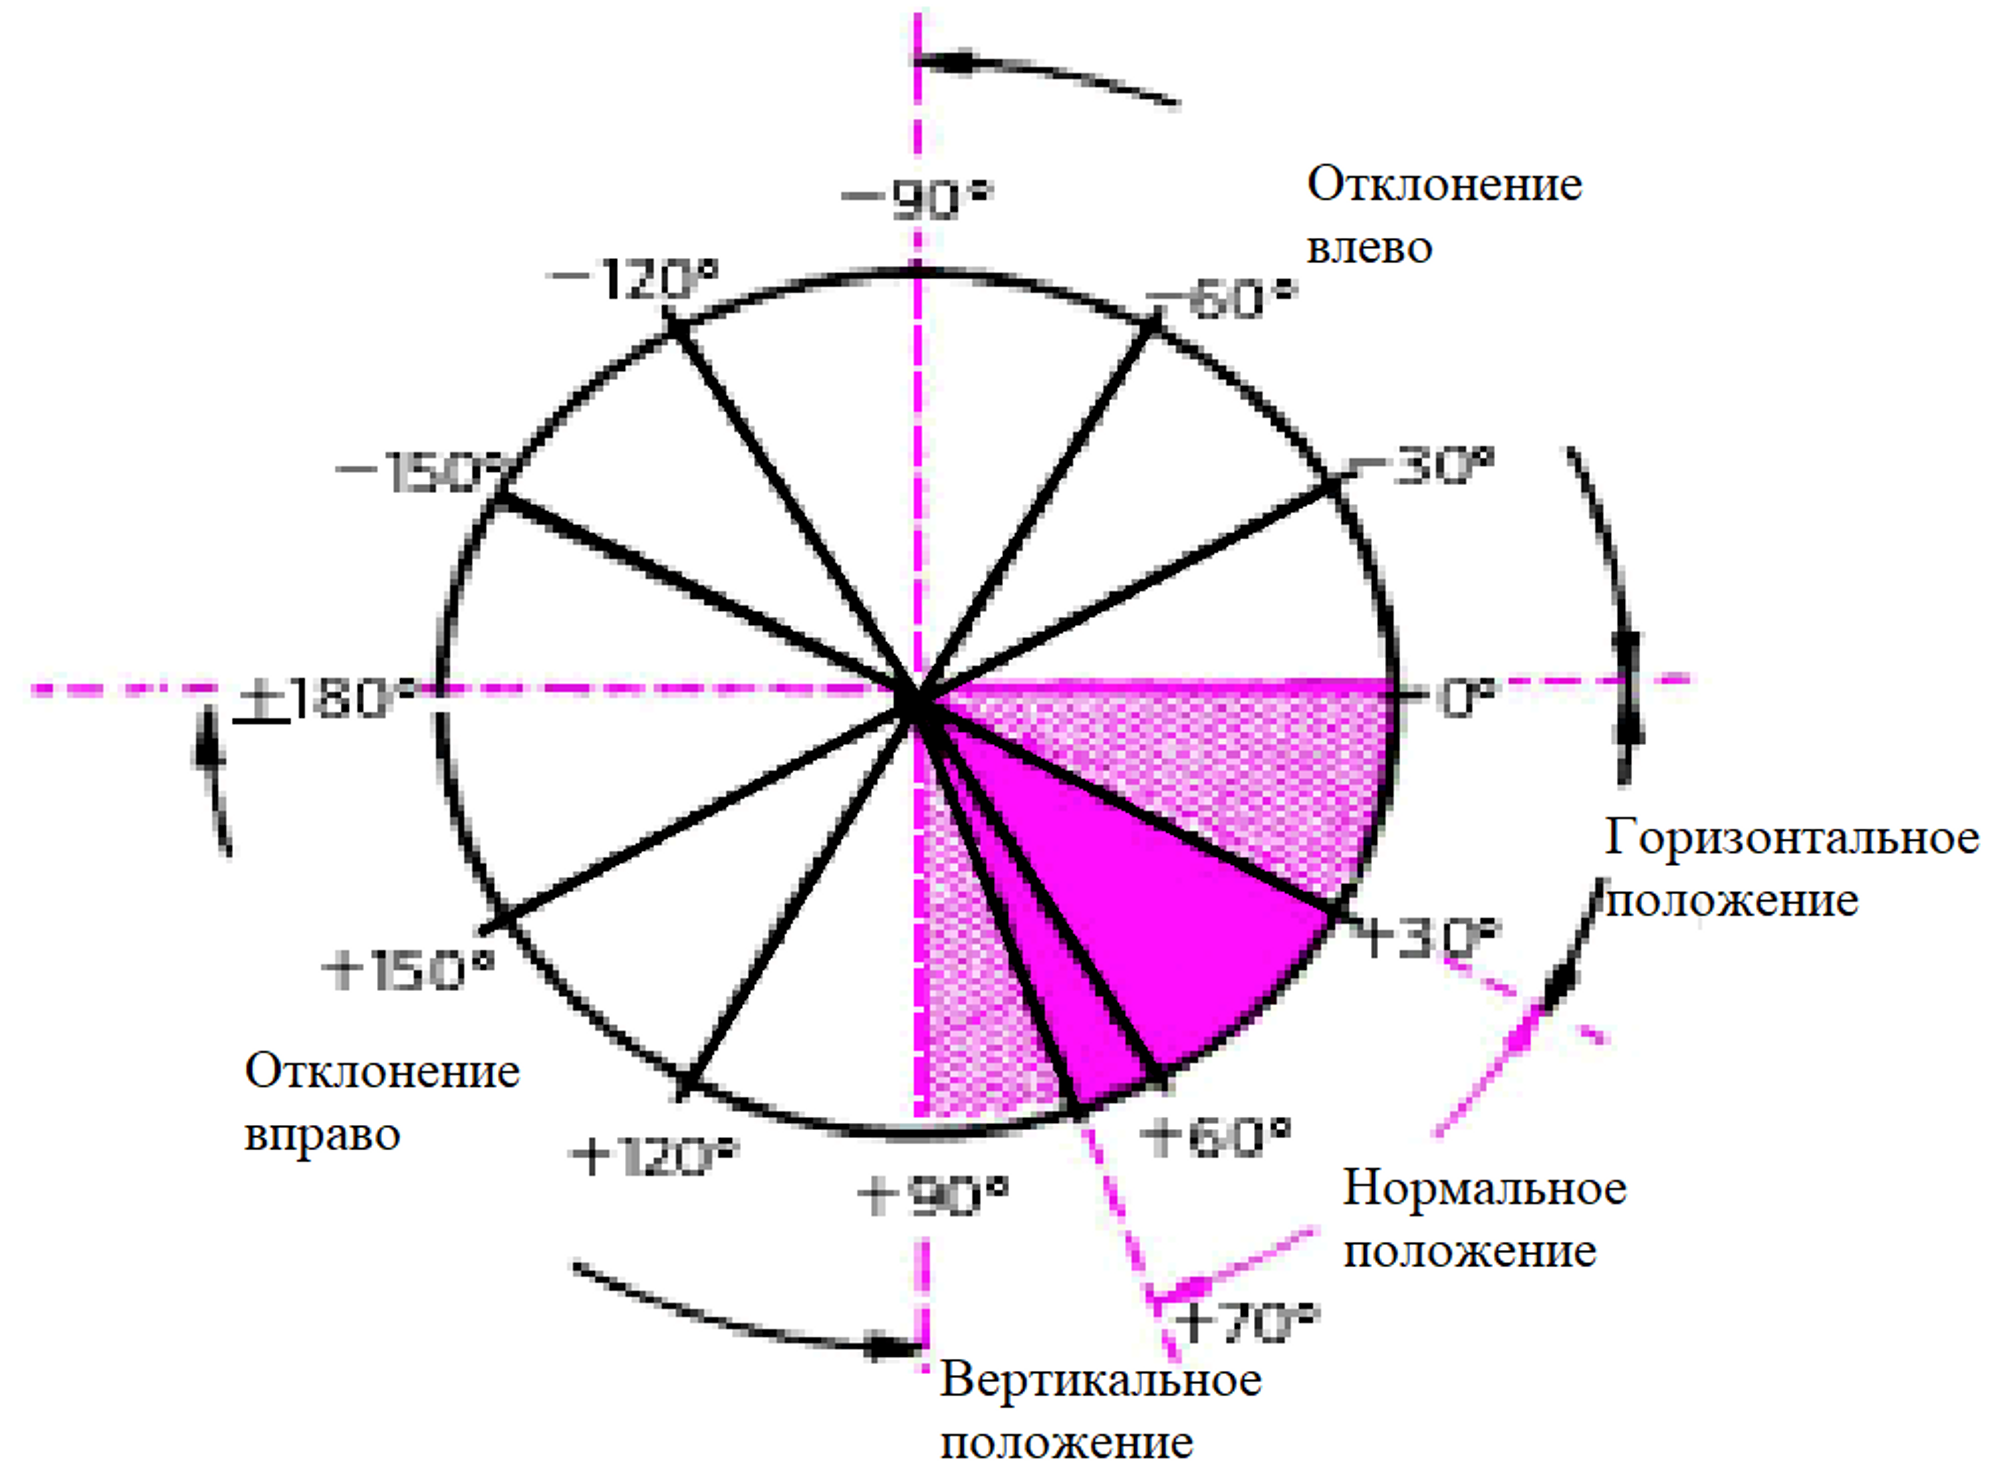 −90°
Отклонение
влево
−120°
−60°
−150°
−30°
±180°
0°
Горизонтальное
положение
+30°
+150°
Отклонение
вправо
+120°
+60°
+90°
Нормальное
положение
+70°
Вертикальное
положение